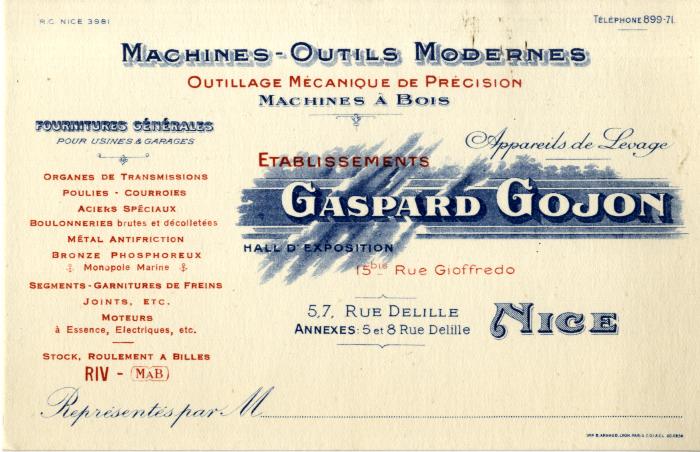 R.C. NICE 3981
TÉLÉPHONE 899-71.
MACHINES-OUTILS MODERNES
OUTILLAGE MÉCANIQUE DE PRÉCISION
MACHINES À BOIS
FOURNITURES GÉNÉRALES
POUR USINES & GARAGES
ORGANES DE TRANSMISSIONS
POULIES - COURROIES
ACIERS SPÉCIAUX
BOULONNERIES brutes et décolletées
MÉTAL ANTIFRICTION
BRONZE PHOSPHOREUX
Monopole Marine
SEGMENTS-GARNITURES DE FREINS
JOINTS, ETC.
MOTEURS
à Essence, Electriques, etc.
STOCK, ROULEMENT A BILLES
RIV - MAB
Appareils de Levage
ETABLISSEMENTS
GASPARD GOJON
HALL D'EXPOSITION
15bis Rue Gioffredo
5,7, RUE DELILLE
ANNEXES: 5 et 8 Rue Delille
NICE
Représentés par M